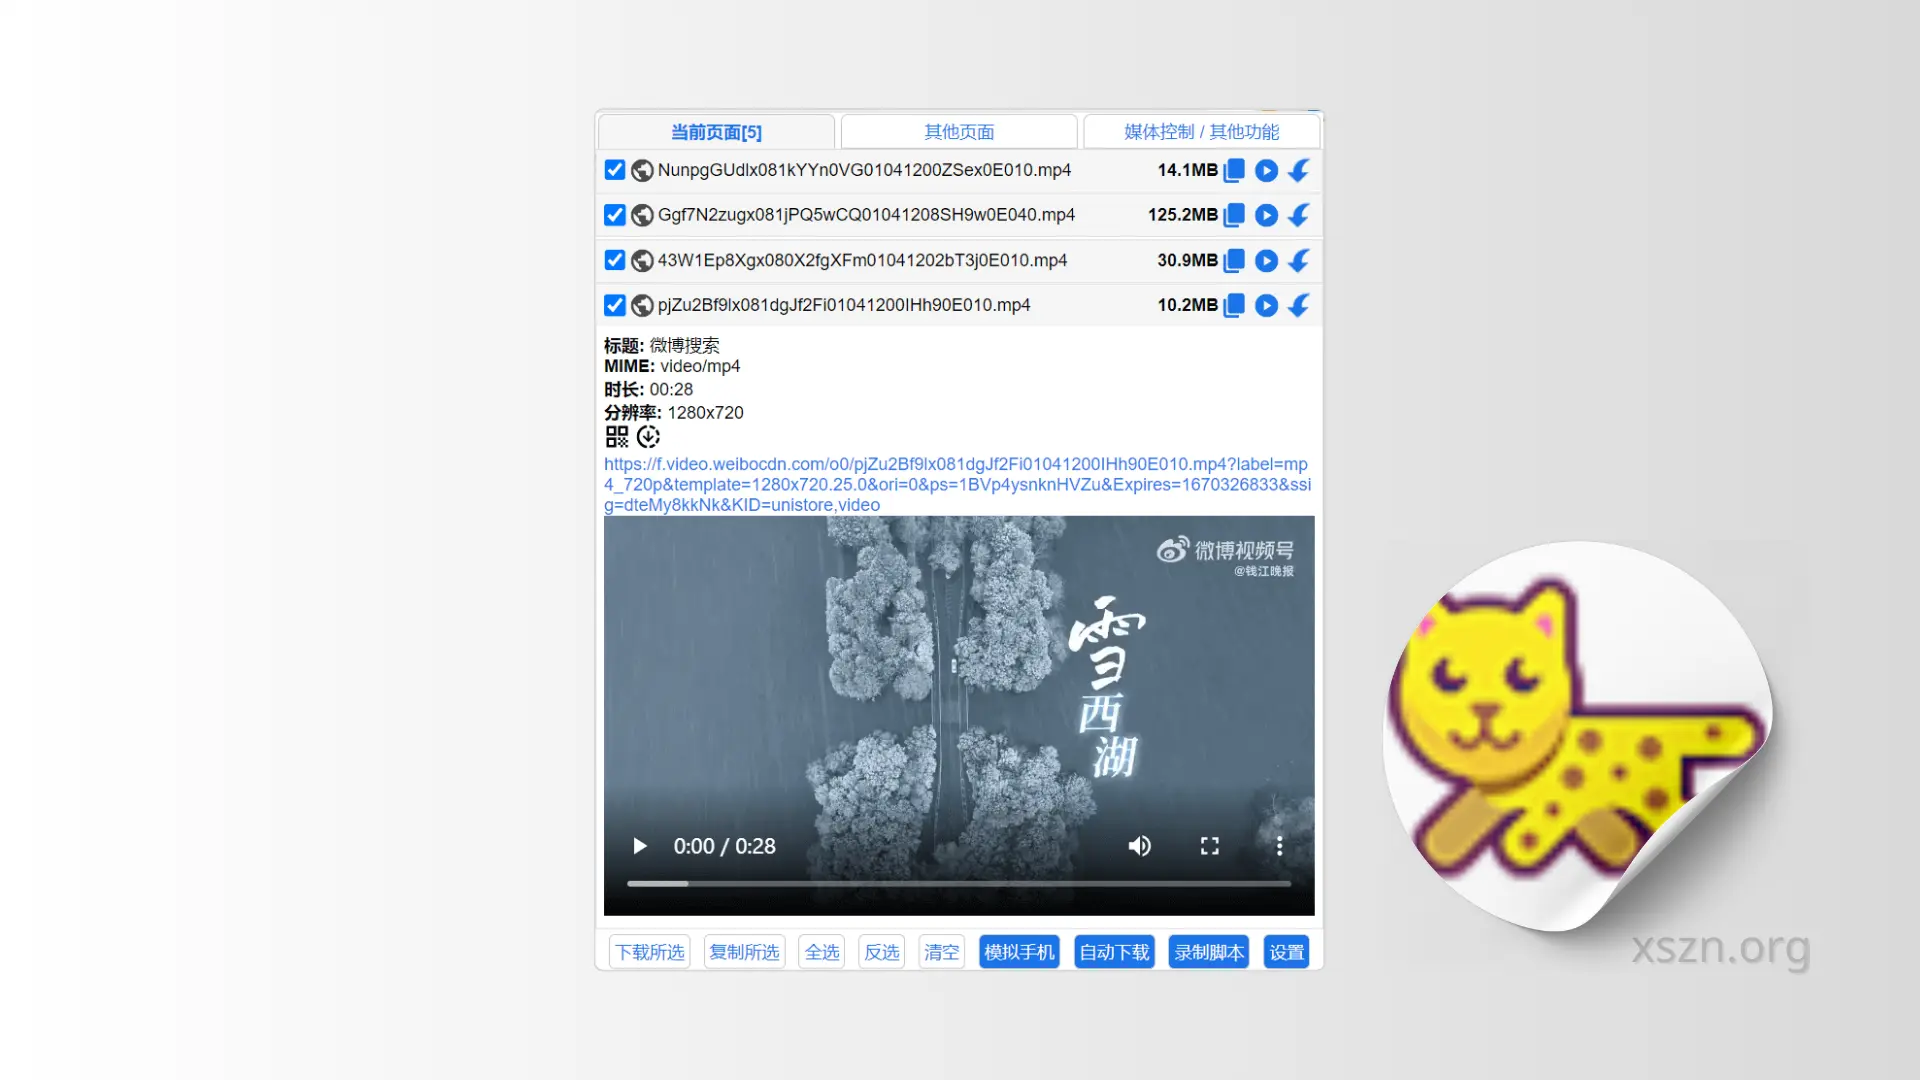 当前页面[5]
其他页面
媒体控制 / 其他功能
NunpgGUdlx081kYYn0VG01041200ZSex0E010.mp4 14.1MB
Ggf7N2zugx081jPQ5wCQ01041208SH9w0E040.mp4 125.2MB
43W1Ep8Xgx080X2fgXFm01041202bT3j0E010.mp4 30.9MB
pjZu2Bf9lx081dgJf2Fi01041200IHh90E010.mp4 10.2MB
标题: 微博搜索
MIME: video/mp4
时长: 00:28
分辨率: 1280x720
https://f.video.weibocdn.com/o0/pjZu2Bf9lx081dgJf2Fi01041200IHh90E010.mp4?label=mp
4_720p&template=1280x720.25.0&ori=0&ps=1BVp4ysnknHVZu&Expires=1670326833&ssi
g=dteMy8kkNk&KID=unistore,video
微博视频号
@钱江晚报
雪
西
湖
0:00 / 0:28
下载所选 复制所选 全选 反选 清空 模拟手机 自动下载 录制脚本 设置
xszn.org